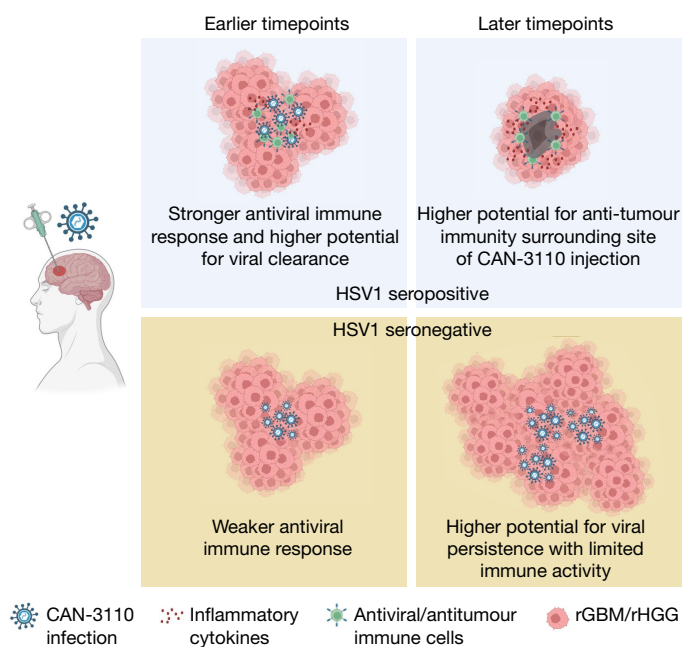 Earlier timepoints
Later timepoints
Stronger antiviral immune
response and higher potential
for viral clearance
Higher potential for anti-tumour
immunity surrounding site
of CAN-3110 injection
HSV1 seropositive
HSV1 seronegative
Weaker antiviral
immune response
Higher potential for viral
persistence with limited
immune activity
CAN-3110
infection
Inflammatory
cytokines
Antiviral/antitumour
immune cells
rGBM/rHGG